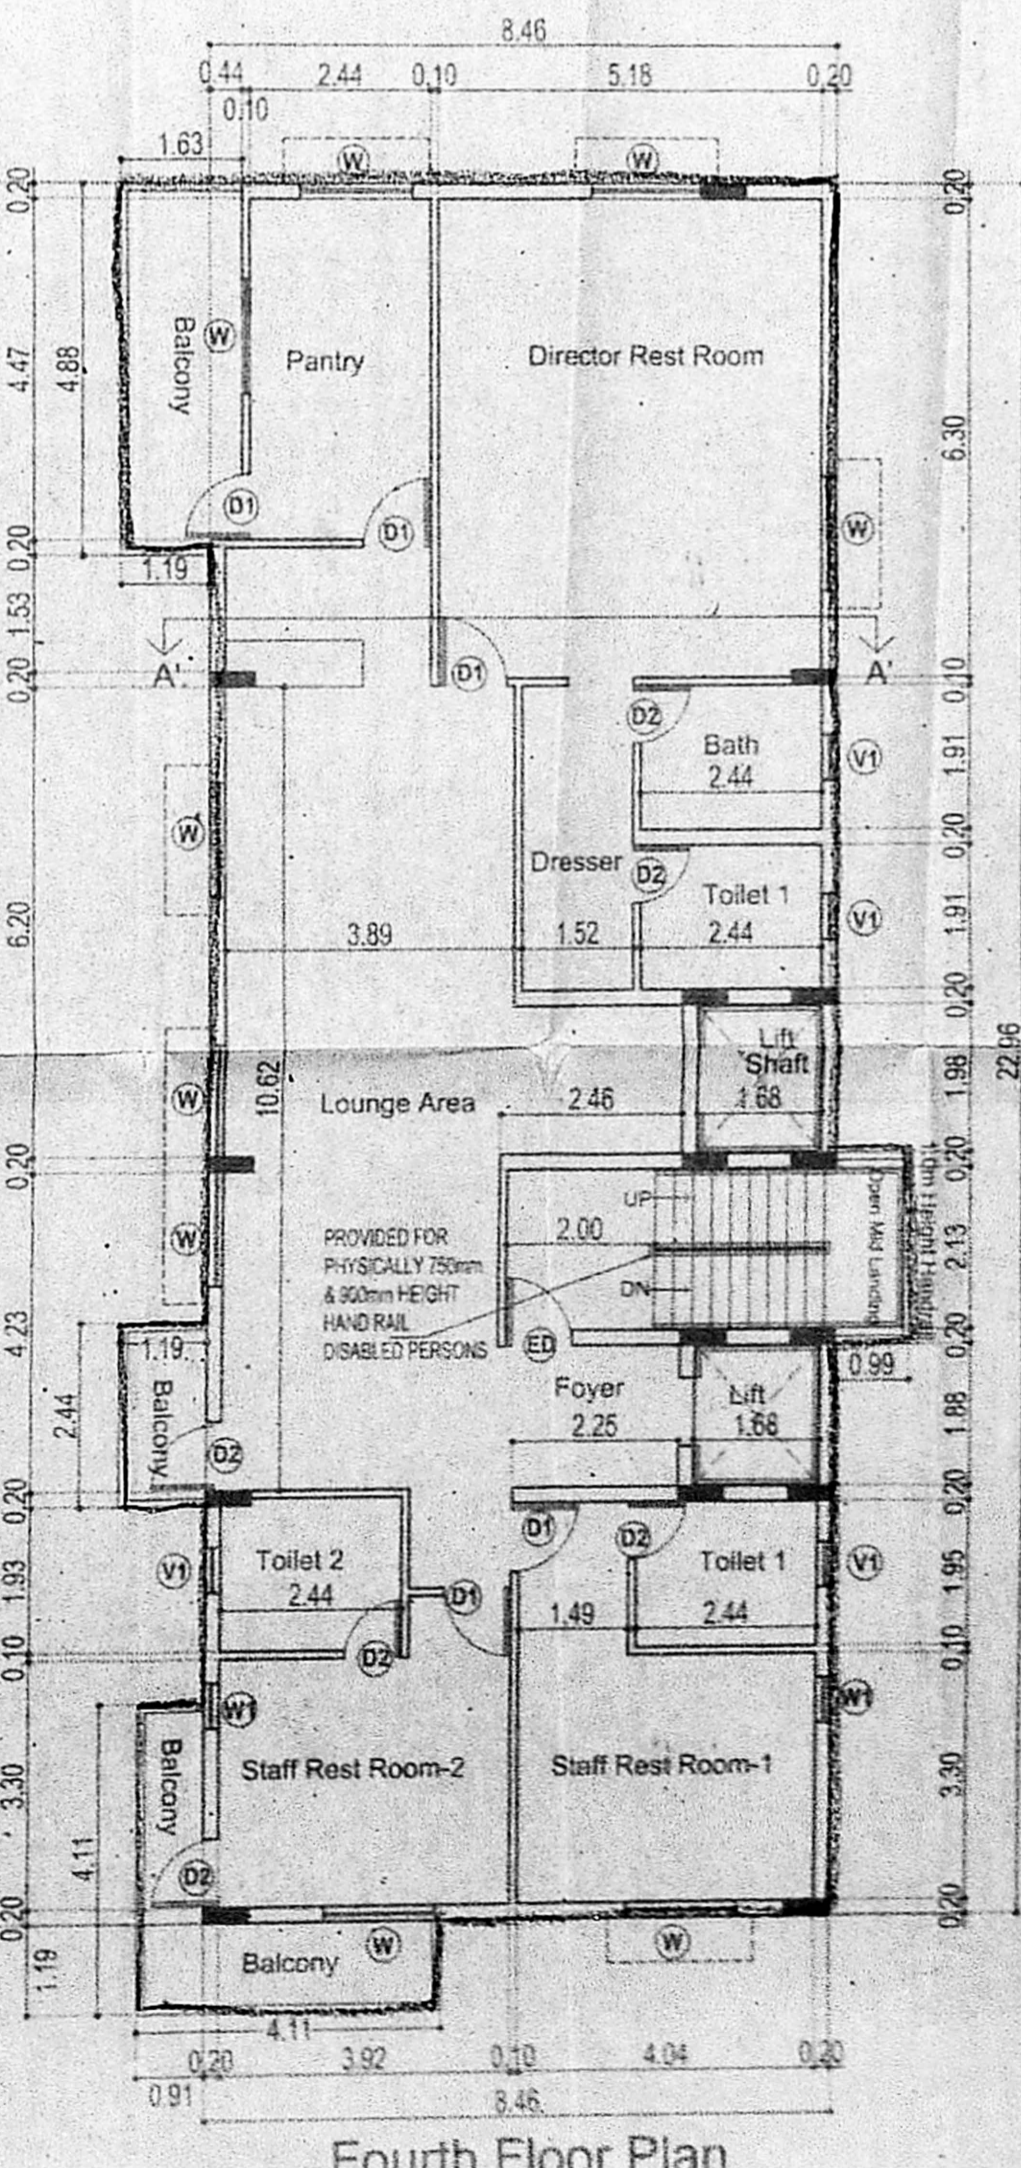 8.46
0.44 2.44 0.10 5.18 0.20
0.10
1.63
W W
0.20 0.20
4.47 4.88 Balcony W Pantry Director Rest Room 6.30
D1 D1 W
0.20
1.19
1.53
A' A'
0.20 D1 0.10
D2
Bath V1 1.91
2.44
W 0.20
Dresser D2 Toilet 1
6.20 3.89 1.52 2.44 V1 1.91
0.20
22.96
Lift
Shaft
W 10.62 Lounge Area 2.46 1.68 1.98
0.20 0.20
UP
W PROVIDED FOR 2.00
PHYSICALLY 750mm
& 900mm HEIGHT DN
HAND RAIL
DISABLED PERSONS ED
Open Mid Landing
1.0m Height Handrail
2.13
4.23 1.19 0.20
0.99
2.44 Balcony Foyer Lift
2.25 1.68 1.88
D2
0.20 0.20
D1 D2
V1 Toilet 2 Toilet 1 V1
1.93 2.44 D1 1.49 2.44 1.95
0.10 D2 0.10
W1 W1
Balcony Staff Rest Room-2 Staff Rest Room-1
3.30 3.30
4.11 D2
0.20 0.20
W W
1.19 Balcony
4.11
0.20 3.92 0.10 4.04 0.20
0.91
8.46
Fourth Floor Plan